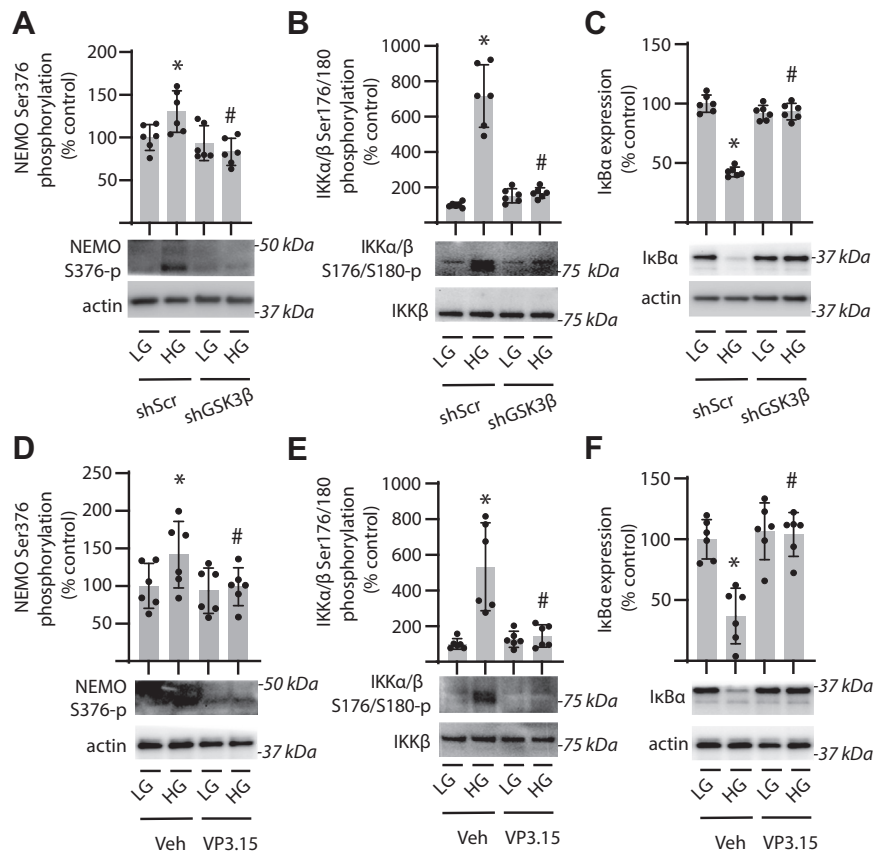 A
NEMO Ser376
phosphorylation
(% control)
200
150
100
50
*
#
NEMO
S376-p
-50 kDa
actin
-37 kDa
LG HG LG HG
shScr shGSK3β
B
IKKα/β Ser176/180
phosphorylation
(% control)
1000
800
600
400
200
*
#
IKKα/β
S176/S180-p
-75 kDa
IKKβ
-75 kDa
LG HG LG HG
shScr shGSK3β
C
IκBα expression
(% control)
150
100
50
*
#
IκBα
-37 kDa
actin
-37 kDa
LG HG LG HG
shScr shGSK3β
D
NEMO Ser376
phosphorylation
(% control)
250
200
150
100
50
*
#
NEMO
S376-p
-50 kDa
actin
-37 kDa
LG HG LG HG
Veh VP3.15
E
IKKα/β Ser176/180
phosphorylation
(% control)
1000
800
600
400
200
*
#
IKKα/β
S176/S180-p
-75 kDa
IKKβ
-75 kDa
LG HG LG HG
Veh VP3.15
F
IκBα expression
(% control)
150
100
50
*
#
IκBα
-37 kDa
actin
-37 kDa
LG HG LG HG
Veh VP3.15